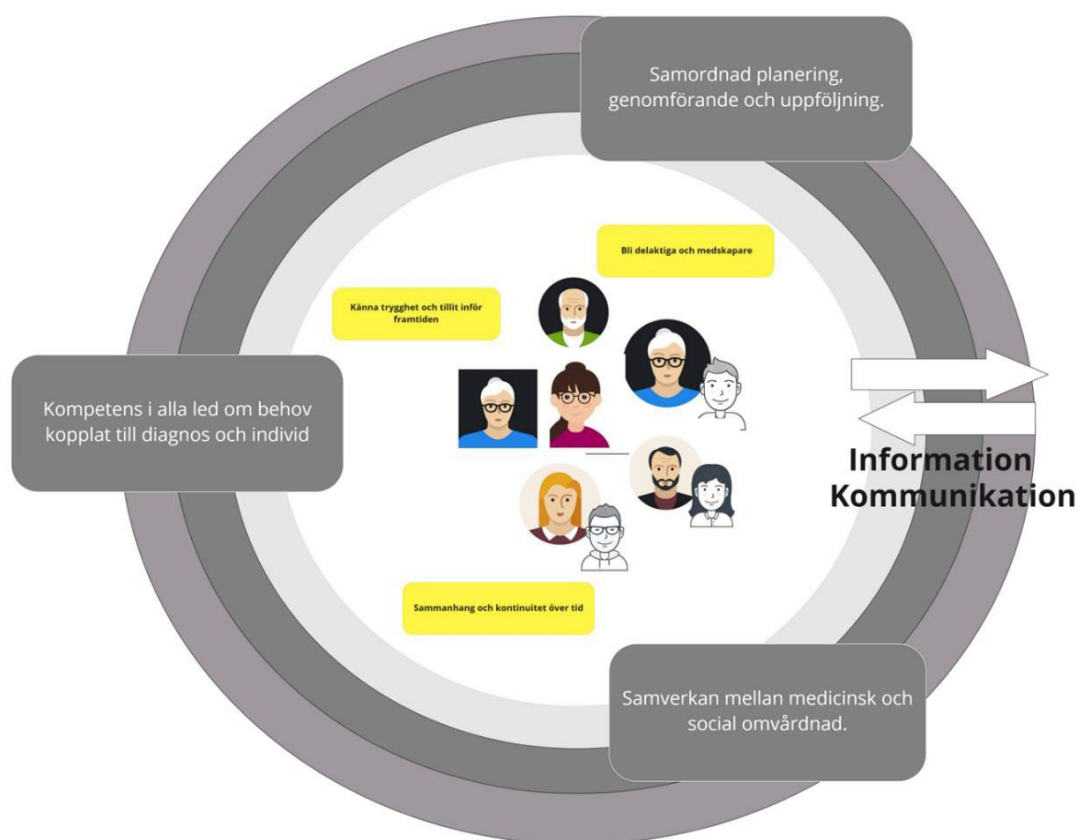 Samordnad planering,
genomförande och uppföljning.
Bli delaktiga och medskapare
Känna trygghet och tillit inför
framtiden
Kompetens i alla led om behov
kopplat till diagnos och individ
Information
Kommunikation
Sammanhang och kontinuitet över tid
Samverkan mellan medicinsk och
social omvårdnad.